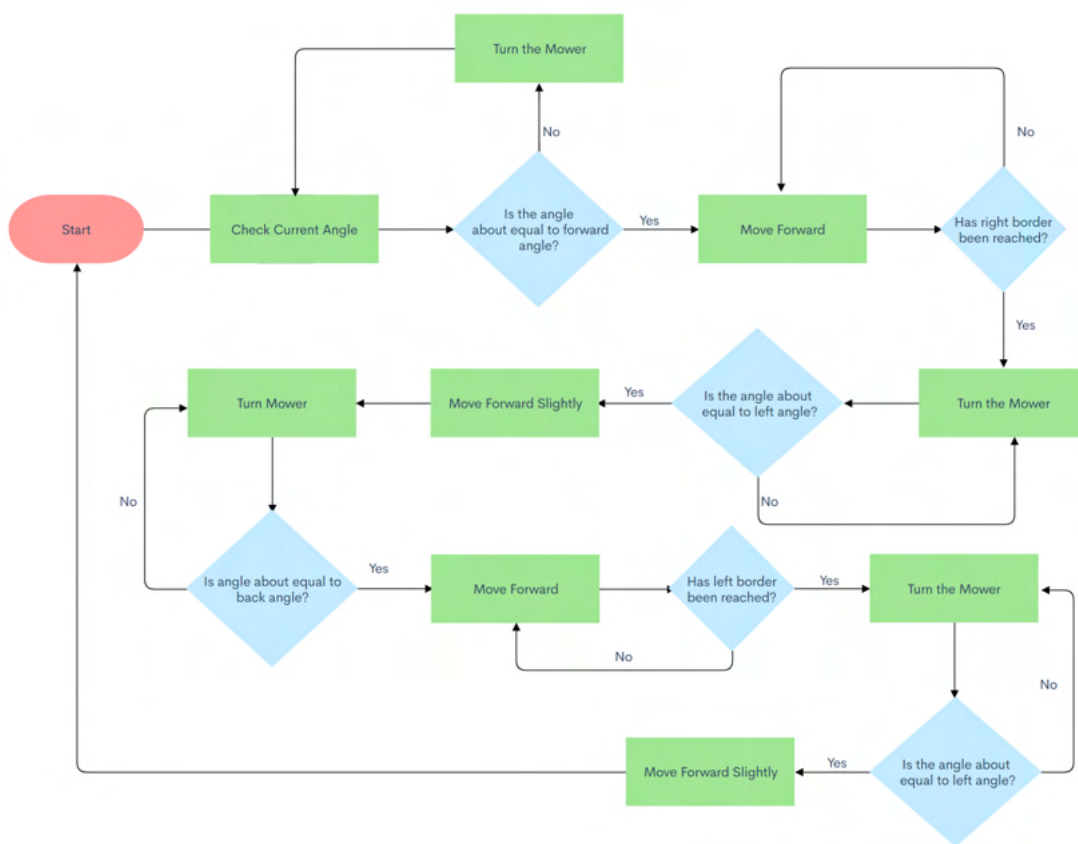 Turn the Mower
No
No
Start
Check Current Angle
Is the angle
about equal to forward
angle?
Yes
Move Forward
Has right border
been reached?
Yes
Turn Mower
Move Forward Slightly
Yes
Is the angle about
equal to left angle?
Turn the Mower
No
No
Is angle about equal to
back angle?
Yes
Move Forward
Has left border
been reached?
Yes
Turn the Mower
No
No
Move Forward Slightly
Yes
Is the angle about
equal to left angle?